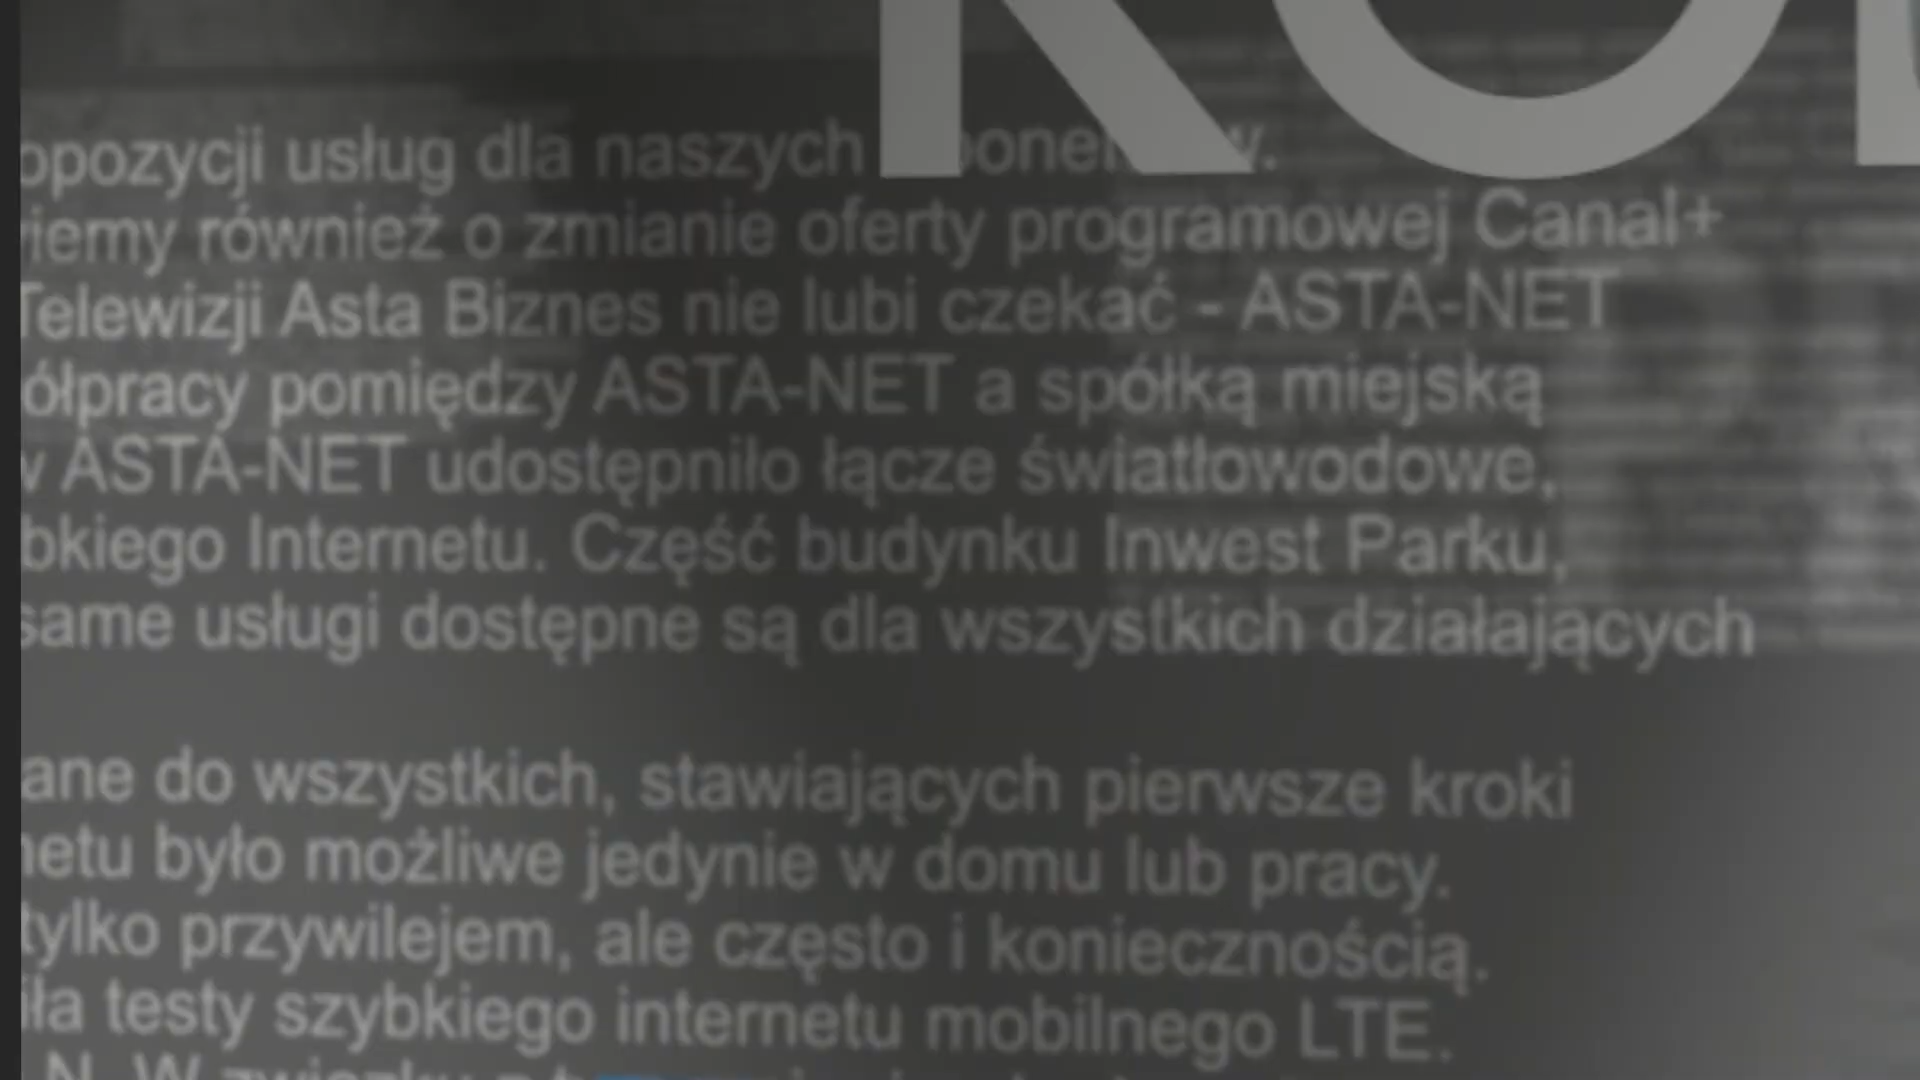 opozycji usług dla naszych
iemy również o zmianie oferty programowej Canal+
Telewizji Asta Biznes nie lubi czekać - ASTA-NET
ółpracy pomiędzy ASTA-NET a spółką miejską
w ASTA-NET udostępniło łącze światłowodowe,
bkiego Internetu. Część budynku Inwest Parku,
same usługi dostępne są dla wszystkich działających
ane do wszystkich, stawiających pierwsze kroki
netu było możliwe jedynie w domu lub pracy.
tylko przywilejem, ale często i koniecznością.
iła testy szybkiego internetu mobilnego LTE.
N. W związku z